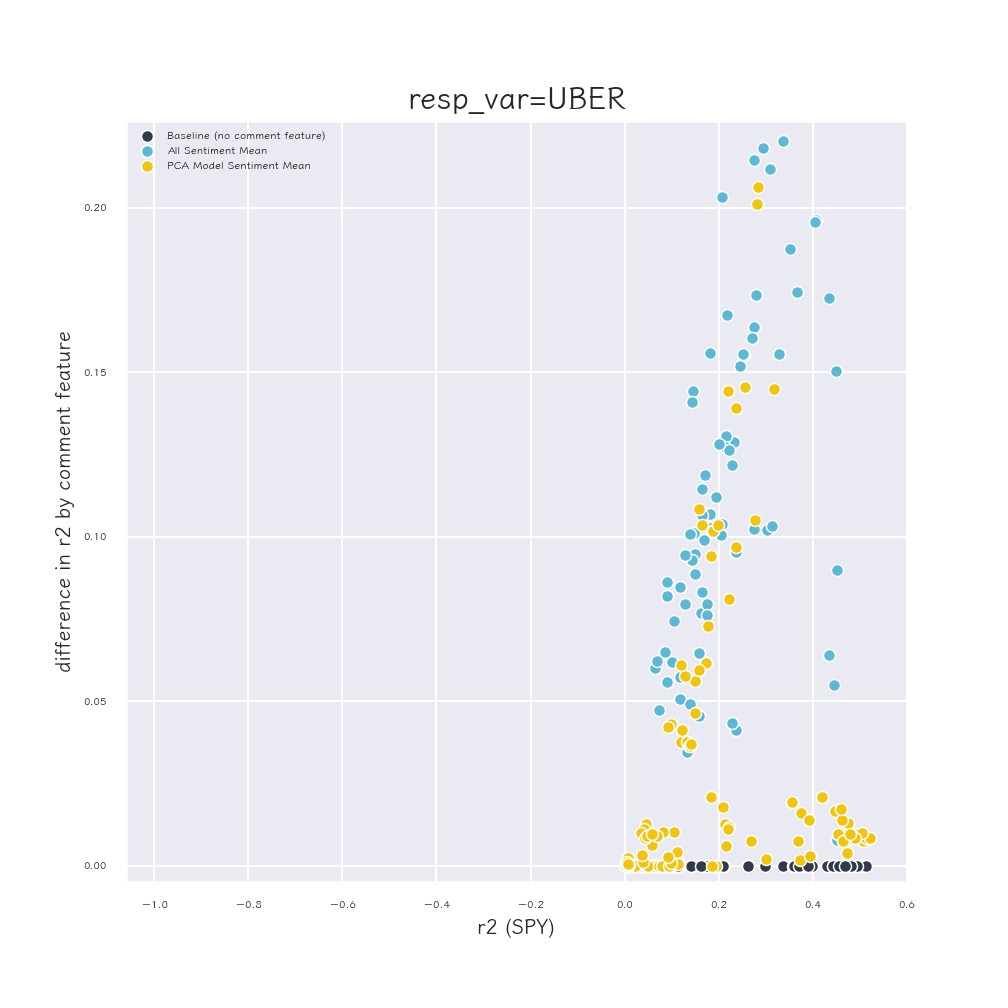 resp_var=UBER
Baseline (no comment feature)
All Sentiment Mean
PCA Model Sentiment Mean
difference in r2 by comment feature
0.20
0.15
0.10
0.05
0.00
−1.0 −0.8 −0.6 −0.4 −0.2 0.0 0.2 0.4 0.6
r2 (SPY)